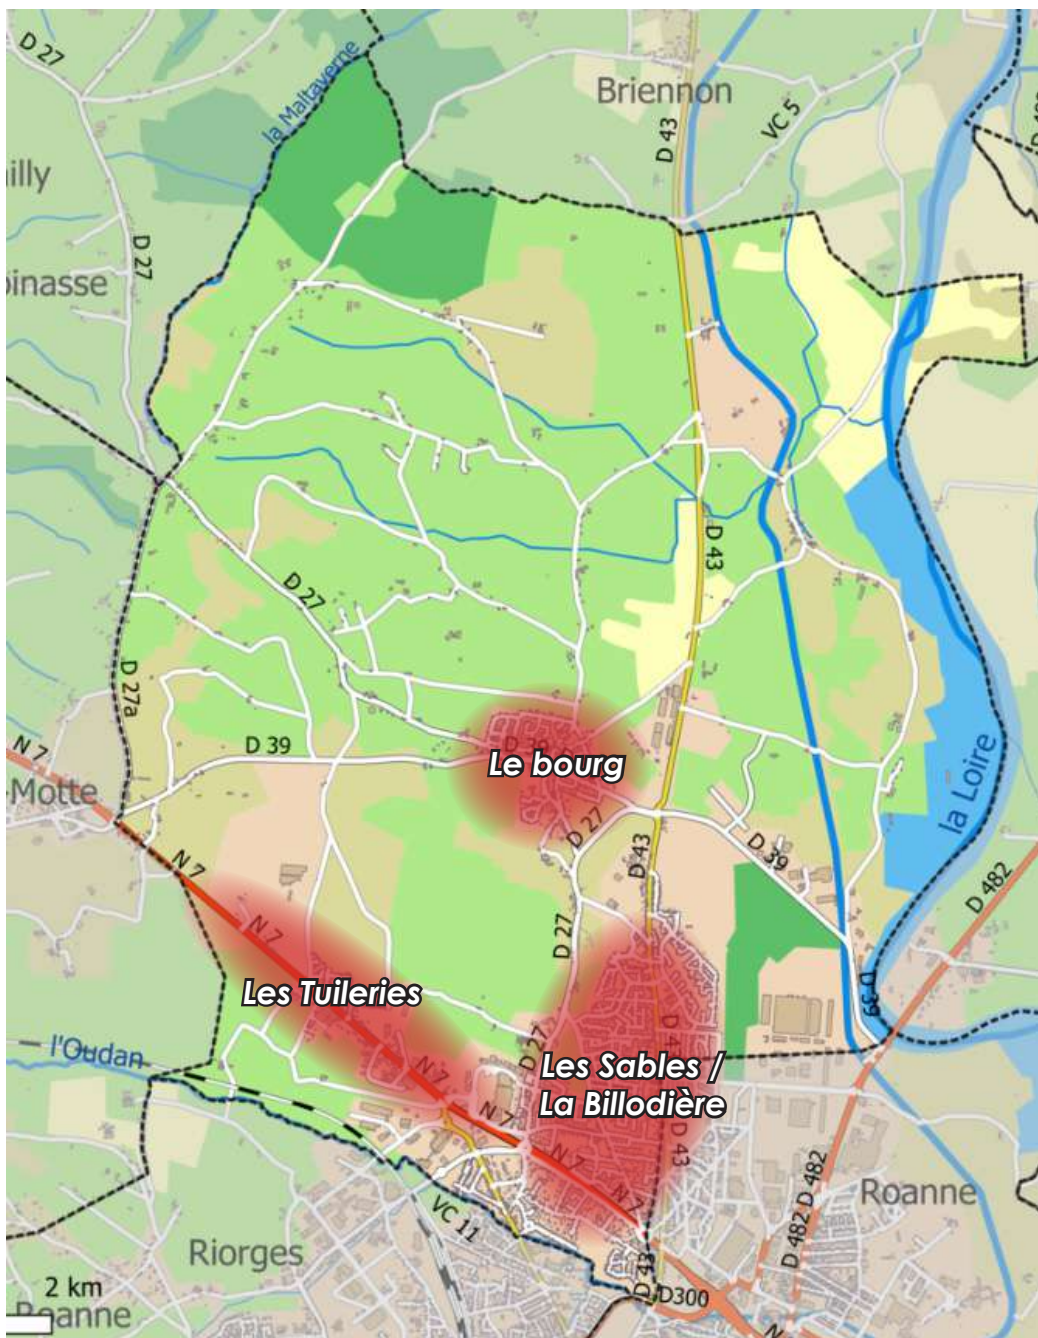 D 27
la Maltaverne
Briennon
D 43
VC 5
illy
D 27
inasse
D 27
D 43
D 27a
D 39
N 7
Motte
Le bourg
D 27
D 43
D 39
la Loire
D 482
N 7
N 7
D 27
Les Tuileries
D 39
l'Oudan
D 27
Les Sables /
La Billodière
N 7
N 7
N 7
D 43
VC 11
D 482
D 482
Roanne
Riorges
2 km
D 43
D300